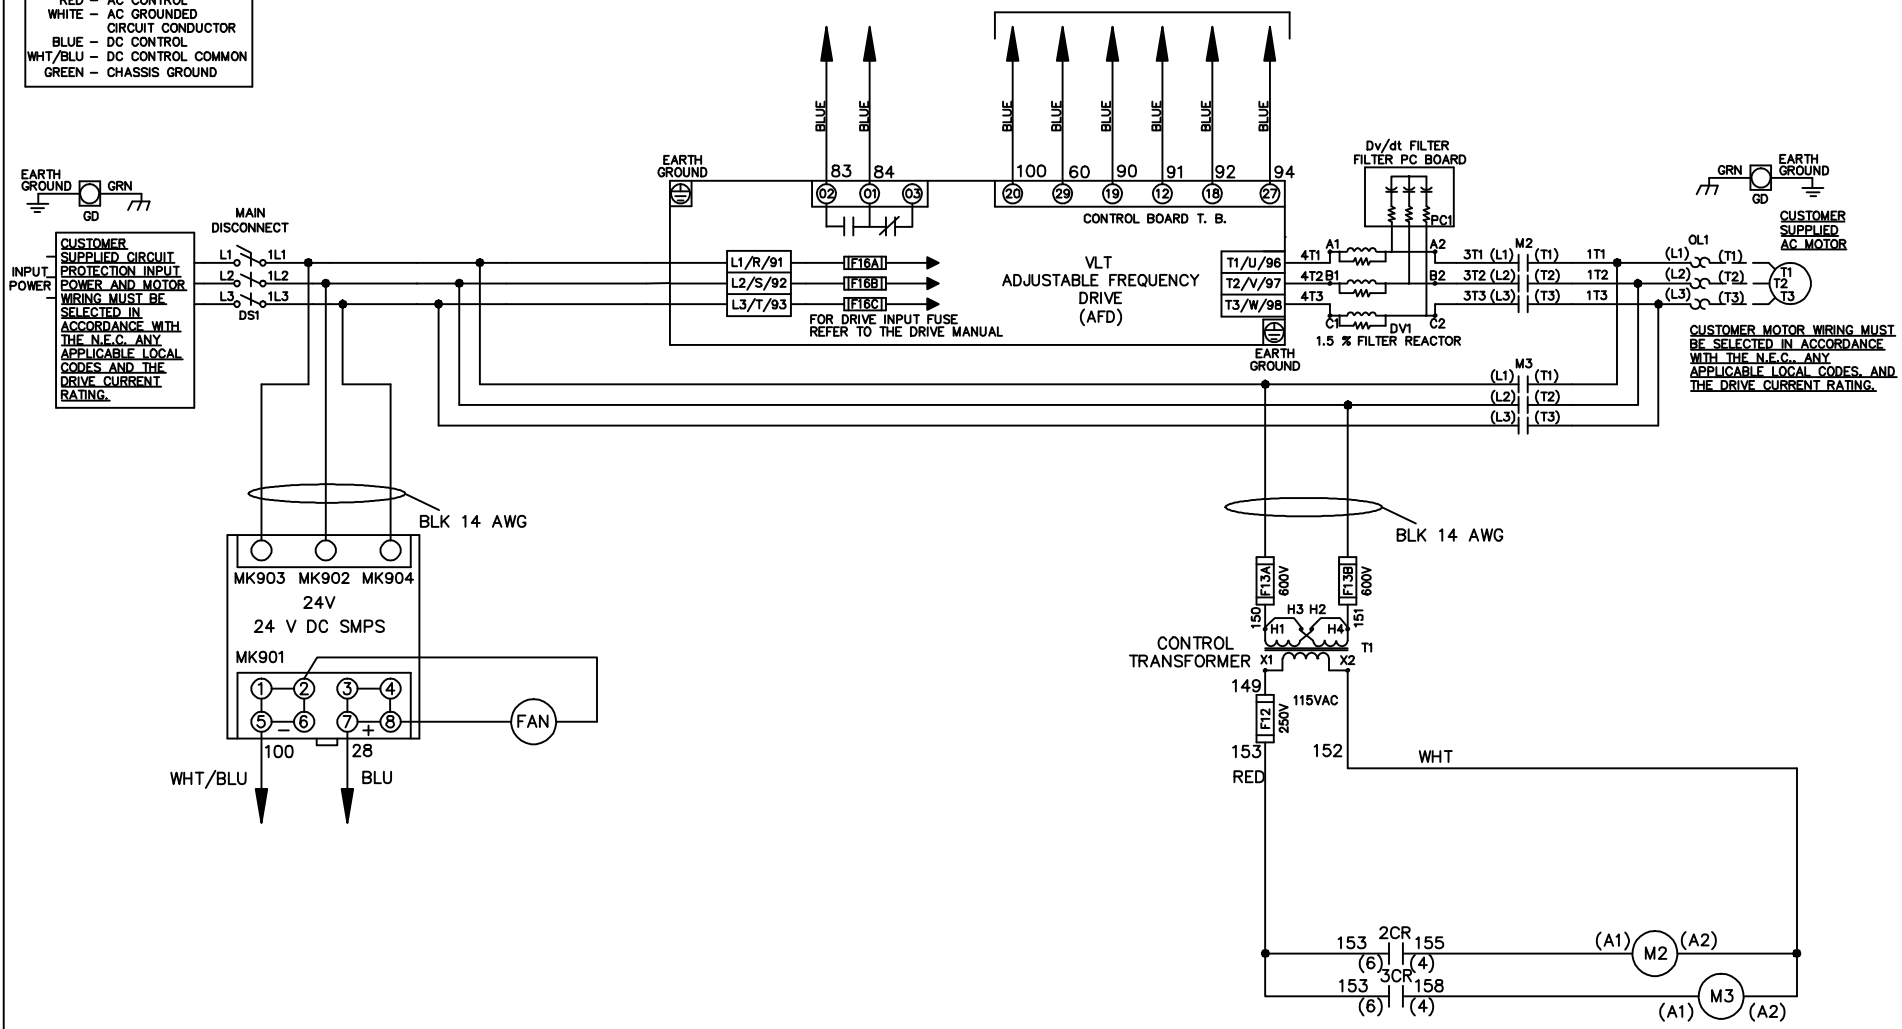 RED – AC CONTROL
WHITE – AC GROUNDED
CIRCUIT CONDUCTOR
BLUE – DC CONTROL
WHT/BLU – DC CONTROL COMMON
GREEN – CHASSIS GROUND
BLUE BLUE BLUE BLUE BLUE BLUE BLUE BLUE
EARTH
GROUND
GRN
GD
MAIN
DISCONNECT
INPUT
POWER
CUSTOMER
SUPPLIED CIRCUIT
PROTECTION INPUT
POWER AND MOTOR
WIRING MUST BE
SELECTED IN
ACCORDANCE WITH
THE N.E.C. ANY
APPLICABLE LOCAL
CODES AND THE
DRIVE CURRENT
RATING.
L1 1L1
L2 1L2
L3 1L3
DS1
EARTH
GROUND
83 84
02 01 03
100 60 90 91 92 94
20 29 19 12 18 27
CONTROL BOARD T. B.
L1/R/91 F16A
L2/S/92 F16B
L3/T/93 F16C
FOR DRIVE INPUT FUSE
REFER TO THE DRIVE MANUAL
VLT
ADJUSTABLE FREQUENCY
DRIVE
(AFD)
T1/U/96
T2/V/97
T3/W/98
EARTH
GROUND
Dv/dt FILTER
FILTER PC BOARD
PC1
4T1 A1 A2
4T2 B1 B2
4T3
C1 DV1 C2
1.5 % FILTER REACTOR
M2
3T1 (L1) (T1) 1T1
3T2 (L2) (T2) 1T2
3T3 (L3) (T3) 1T3
OL1
(L1) (T1)
(L2) (T2)
(L3) (T3)
T1
T2
T3
GRN
EARTH
GROUND
GD
CUSTOMER
SUPPLIED
AC MOTOR
CUSTOMER MOTOR WIRING MUST
BE SELECTED IN ACCORDANCE
WITH THE N.E.C., ANY
APPLICABLE LOCAL CODES, AND
THE DRIVE CURRENT RATING.
M3
(L1) (T1)
(L2) (T2)
(L3) (T3)
BLK 14 AWG
MK903 MK902 MK904
24V
24 V DC SMPS
MK901
1 2 3 4
5 – 6 7 + 8
FAN
100 28
WHT/BLU BLU
BLK 14 AWG
F13A 600V F13B 600V
150 H3 H2 151
H1 H4
CONTROL
TRANSFORMER
X1 X2 T1
149 115VAC
F12 250V
153 152
RED
WHT
2CR
153 155 (A1) M2 (A2)
(6) (4)
3CR
153 158 M3
(6) (4) (A1) (A2)